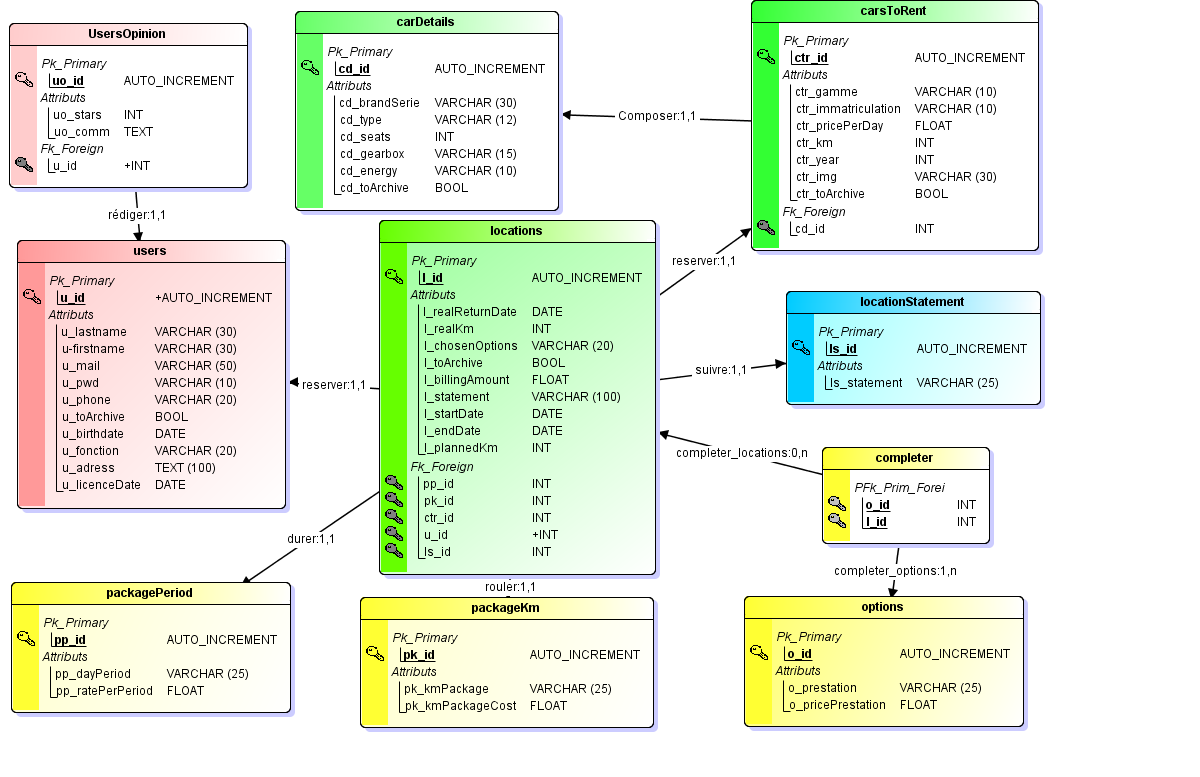 UsersOpinion
Pk_Primary
uo_id AUTO_INCREMENT
Attributs
uo_stars INT
uo_comm TEXT
Fk_Foreign
u_id +INT
carDetails
Pk_Primary
cd_id AUTO_INCREMENT
Attributs
cd_brandSerie VARCHAR (30)
cd_type VARCHAR (12)
cd_seats INT
cd_gearbox VARCHAR (15)
cd_energy VARCHAR (10)
cd_toArchive BOOL
carsToRent
Pk_Primary
ctr_id AUTO_INCREMENT
Attributs
ctr_gamme VARCHAR (10)
ctr_immatriculation VARCHAR (10)
ctr_pricePerDay FLOAT
ctr_km INT
ctr_year INT
ctr_img VARCHAR (30)
ctr_toArchive BOOL
Fk_Foreign
cd_id INT
Composer:1,1
rédiger:1,1
users
Pk_Primary
u_id +AUTO_INCREMENT
Attributs
u_lastname VARCHAR (30)
u-firstname VARCHAR (30)
u_mail VARCHAR (50)
u_pwd VARCHAR (10)
u_phone VARCHAR (20)
u_toArchive BOOL
u_birthdate DATE
u_fonction VARCHAR (20)
u_adress TEXT (100)
u_licenceDate DATE
reserver:1,1
locations
Pk_Primary
l_id AUTO_INCREMENT
Attributs
l_realReturnDate DATE
l_realKm INT
l_chosenOptions VARCHAR (20)
l_toArchive BOOL
l_billingAmount FLOAT
l_statement VARCHAR (100)
l_startDate DATE
l_endDate DATE
l_plannedKm INT
Fk_Foreign
pp_id INT
pk_id INT
ctr_id INT
u_id +INT
ls_id INT
reserver:1,1
locationStatement
Pk_Primary
ls_id AUTO_INCREMENT
Attributs
ls_statement VARCHAR (25)
suivre:1,1
completer_locations:0,n
completer
PFk_Prim_Forei
o_id INT
l_id INT
durer:1,1
rouler:1,1
completer_options:1,n
packagePeriod
Pk_Primary
pp_id AUTO_INCREMENT
Attributs
pp_dayPeriod VARCHAR (25)
pp_ratePerPeriod FLOAT
packageKm
Pk_Primary
pk_id AUTO_INCREMENT
Attributs
pk_kmPackage VARCHAR (25)
pk_kmPackageCost FLOAT
options
Pk_Primary
o_id AUTO_INCREMENT
Attributs
o_prestation VARCHAR (25)
o_pricePrestation FLOAT